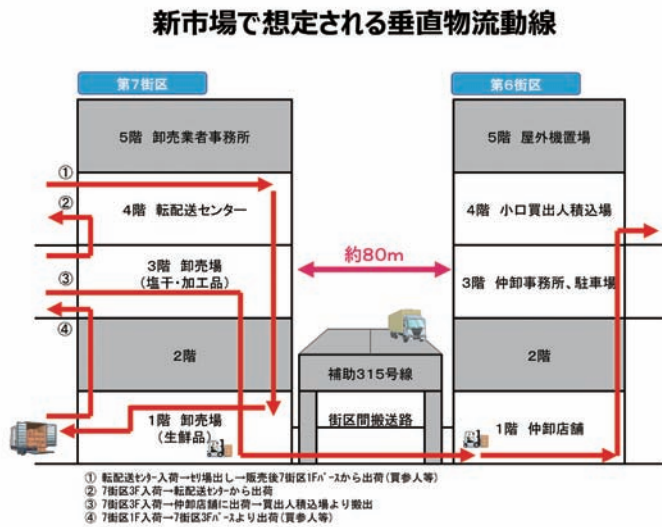 新市場で想定される垂直物流動線
第7街区
第6街区
5階 卸売業者事務所
5階 屋外機置場
①
②
4階 転配送センター
4階 小口買出人積込場
約80m
③
3階 卸売場
(塩干・加工品)
3階 仲卸事務所、駐車場
④
2階
補助315号線
2階
1階 卸売場
(生鮮品)
街区間搬送路
1階 仲卸店舗
① 転配送センター入荷→セリ場出し→販売後7街区1Fバースから出荷(買参人等)
② 7街区3F入荷→転配送センターから出荷
③ 7街区3F入荷→仲卸店舗に出荷→買出人積込場より搬出
④ 7街区1F入荷→7街区3Fバースより出荷(買参人等)